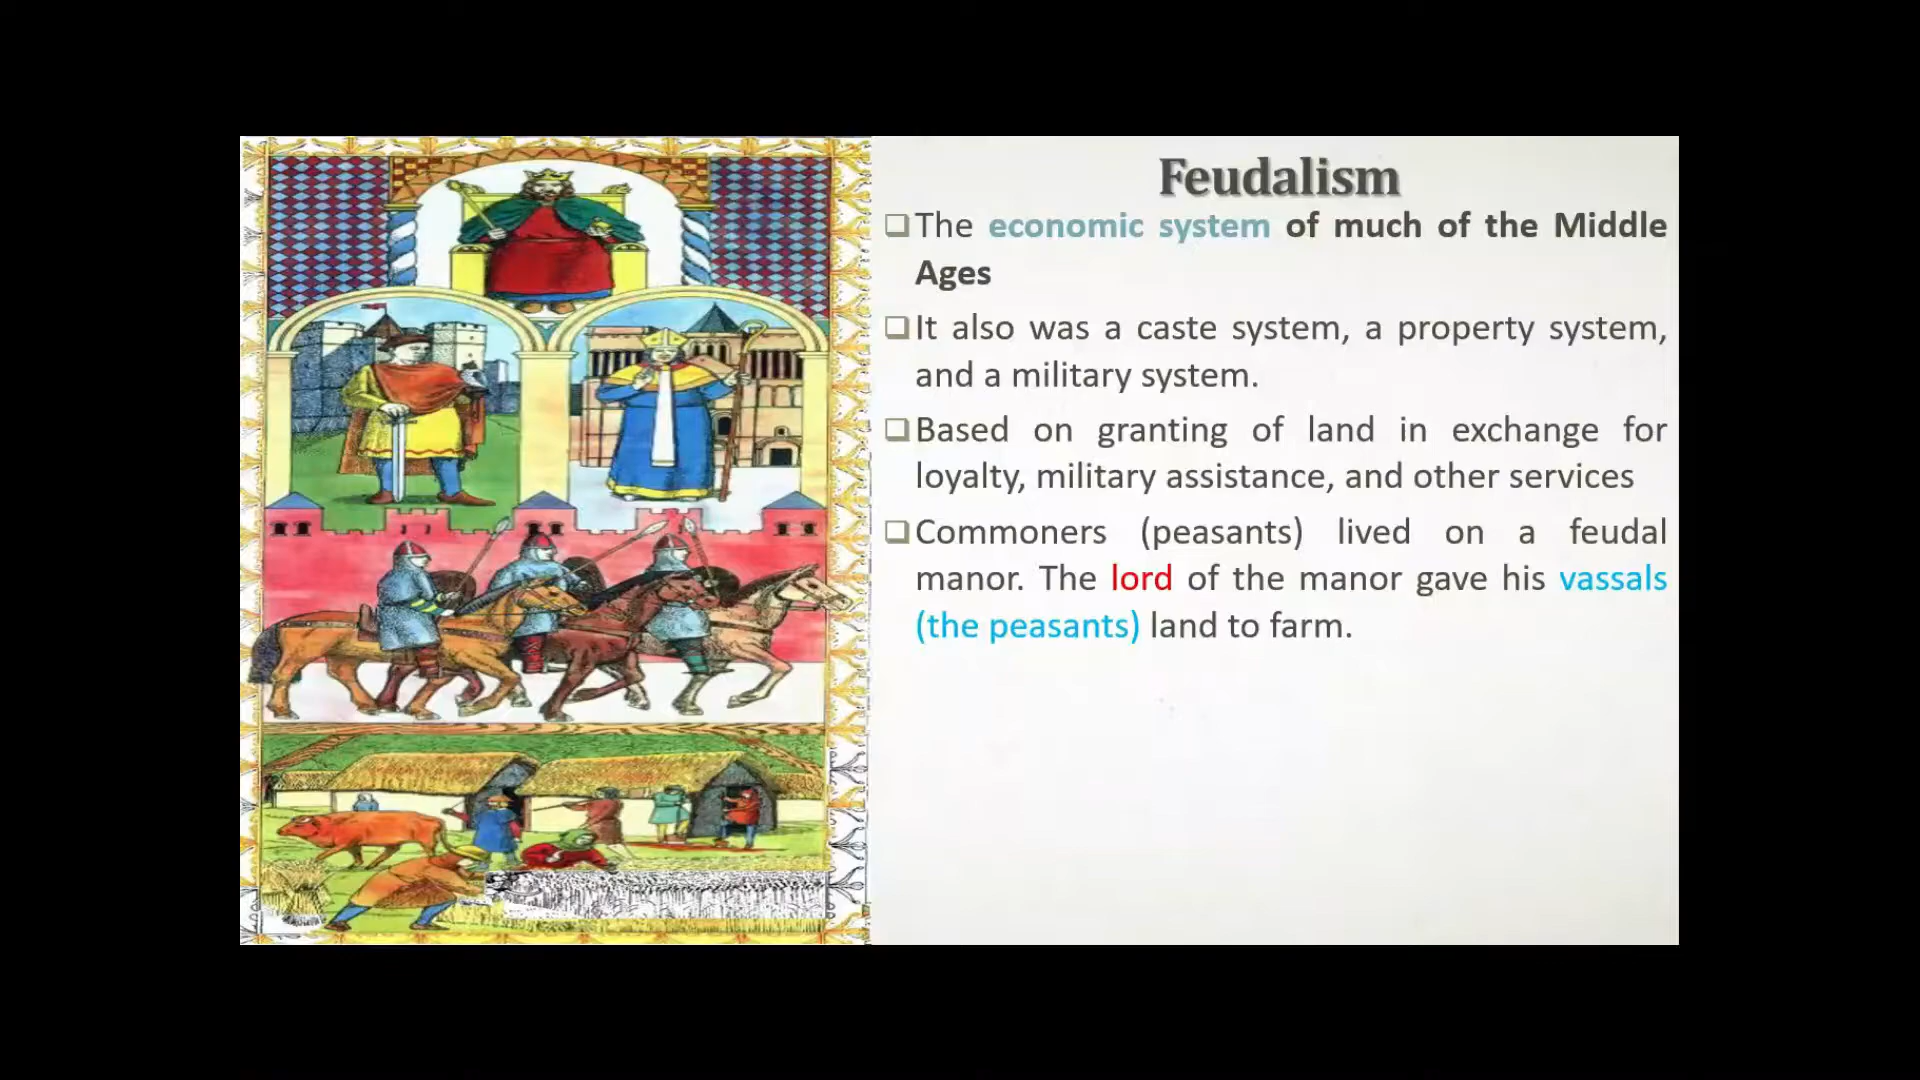 Feudalism
The economic system of much of the Middle
Ages
It also was a caste system, a property system,
and a military system.
Based on granting of land in exchange for
loyalty, military assistance, and other services
Commoners (peasants) lived on a feudal
manor. The lord of the manor gave his vassals
(the peasants) land to farm.